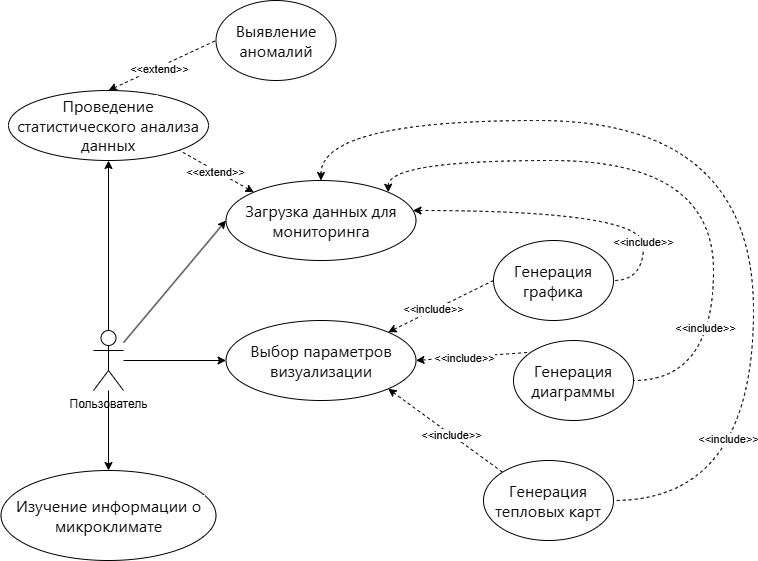 Выявление
аномалий
<<extend>>
Проведение
статистического анализа
данных
<<extend>>
Загрузка данных для
мониторинга
<<include>>
Генерация
графика
<<include>>
<<include>>
Выбор параметров
визуализации
<<include>>
Генерация
диаграммы
Пользователь
<<include>>
<<include>>
Генерация
тепловых карт
Изучение информации о
микроклимате